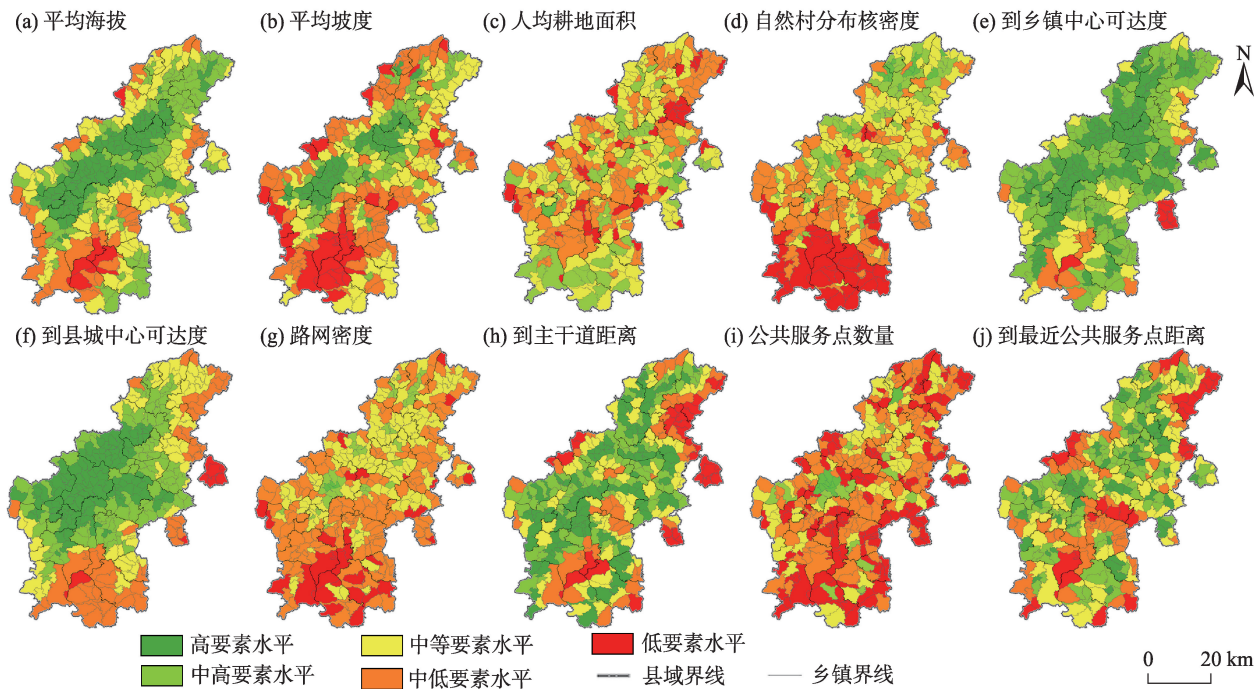 (a) 平均海拔
(b) 平均坡度
(c) 人均耕地面积
(d) 自然村分布核密度
(e) 到乡镇中心可达度
N
(f) 到县城中心可达度
(g) 路网密度
(h) 到主干道距离
(i) 公共服务点数量
(j) 到最近公共服务点距离
高要素水平
中等要素水平
低要素水平
中高要素水平
中低要素水平
县域界线
乡镇界线
0 20 km